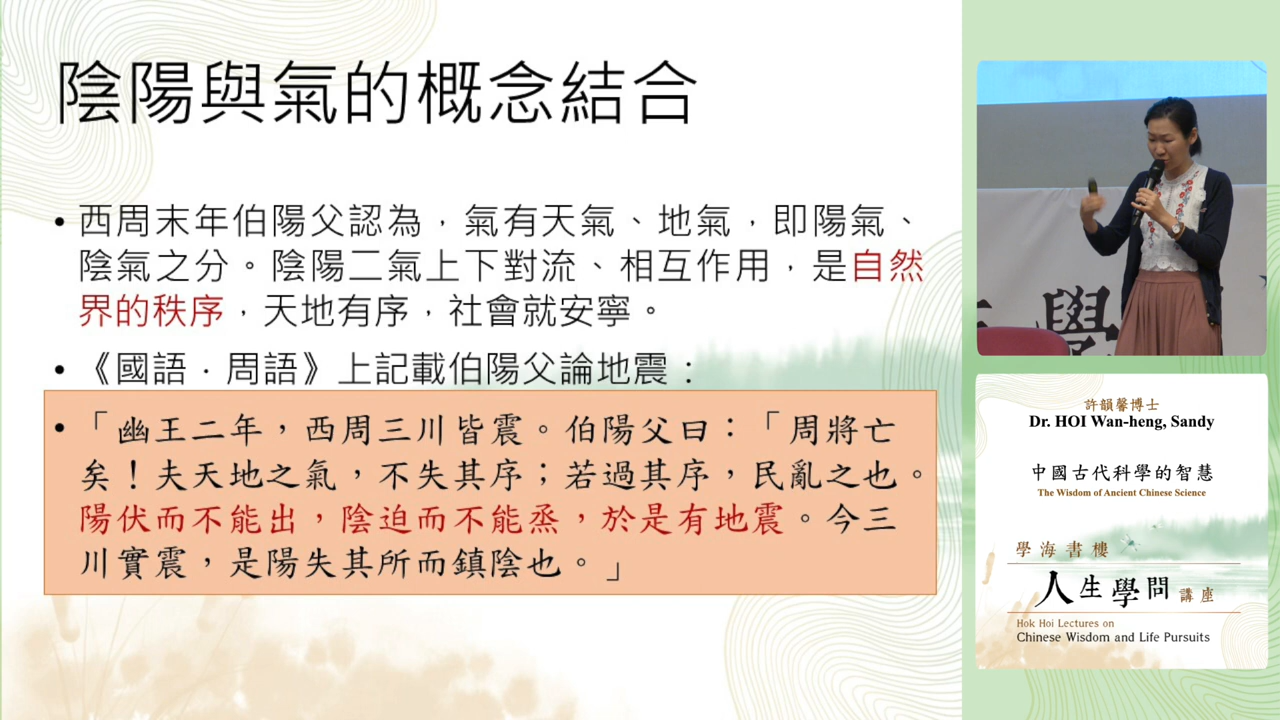 陰陽與氣的概念結合
• 西周末年伯陽父認為，氣有天氣、地氣，即陽氣、
陰氣之分。陰陽二氣上下對流、相互作用，是自然
界的秩序，天地有序，社會就安寧。
• 《國語．周語》上記載伯陽父論地震：
• 「幽王二年，西周三川皆震。伯陽父曰：「周將亡
矣！夫天地之氣，不失其序；若過其序，民亂之也。
陽伏而不能出，陰迫而不能烝，於是有地震。今三
川實震，是陽失其所而鎮陰也。」
學
許韻馨博士
Dr. HOI Wan-heng, Sandy
中國古代科學的智慧
The Wisdom of Ancient Chinese Science
學海書樓
人生學問講座
Hok Hoi Lectures on
Chinese Wisdom and Life Pursuits